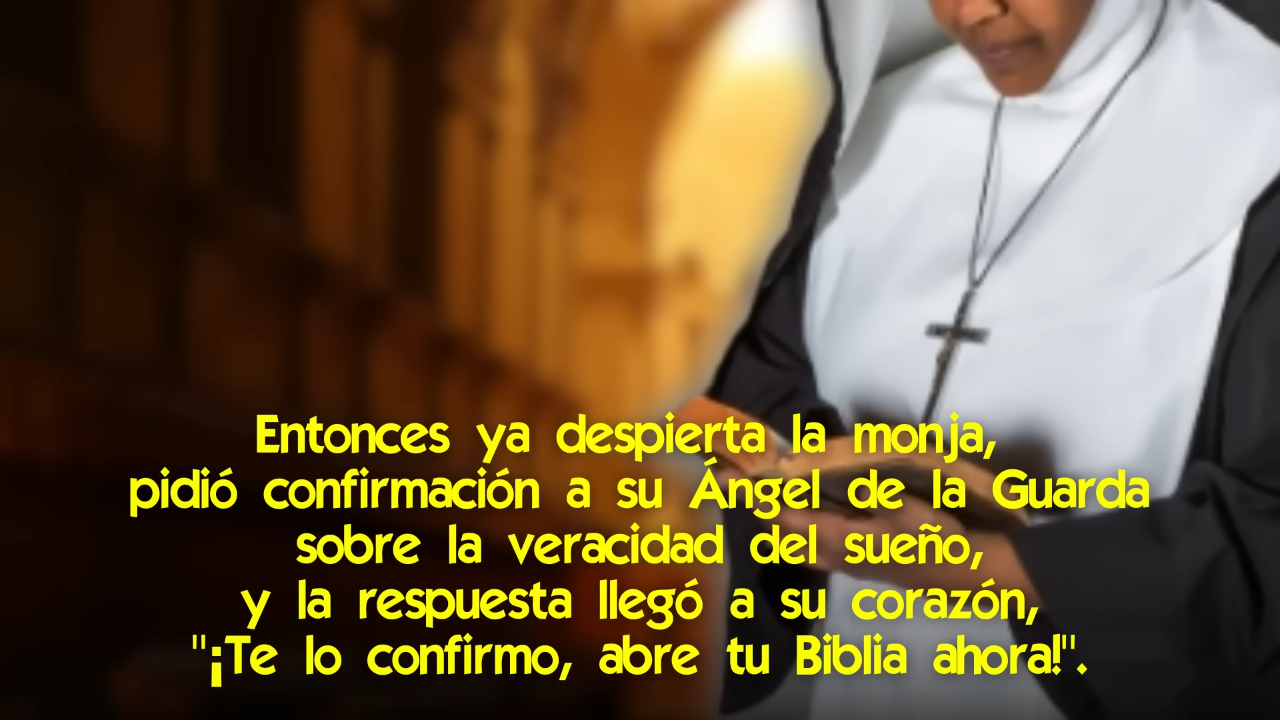 Entonces ya despierta la monja,
pidió confirmación a su Ángel de la Guarda
sobre la veracidad del sueño,
y la respuesta llegó a su corazón,
"¡Te lo confirmo, abre tu Biblia ahora!".